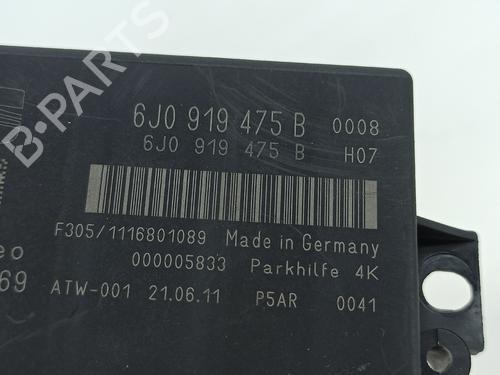 6J0 919 475 B 0008
6J0 919 475 B H07
F305/1116801089 Made in Germany
000005833 Parkhilfe 4K
eo
69 ATW-001 21.06.11 P5AR 0041
B-PARTS